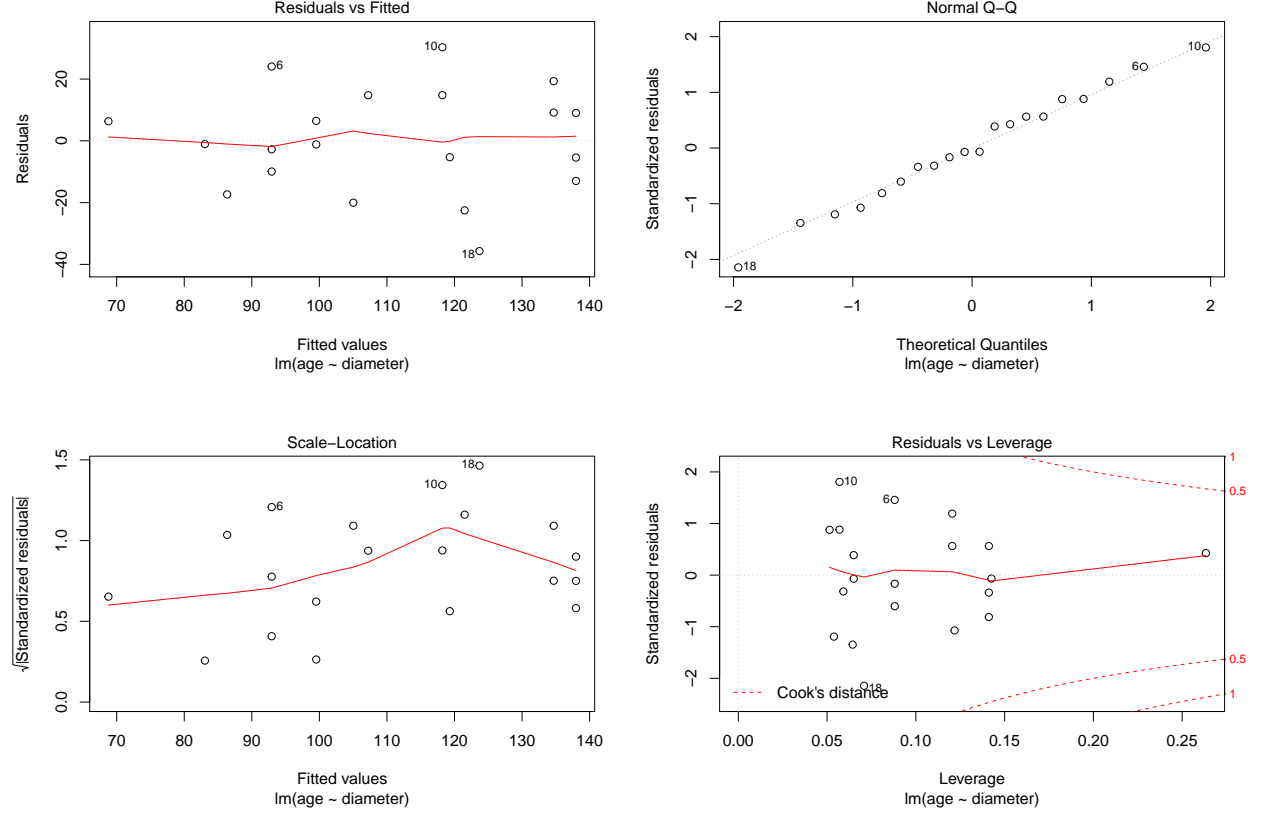 Residuals vs Fitted
Residuals
20
0
−20
−40
10
6
18
70 80 90 100 110 120 130 140
Fitted values
lm(age ~ diameter)
Normal Q−Q
Standardized residuals
2
1
0
−1
−2
10
6
18
−2 −1 0 1 2
Theoretical Quantiles
lm(age ~ diameter)
Scale−Location
√|Standardized residuals|
1.5
1.0
0.5
0.0
18
10
6
70 80 90 100 110 120 130 140
Fitted values
lm(age ~ diameter)
Residuals vs Leverage
Standardized residuals
2
1
0
−1
−2
10
6
18
1
0.5
0.5
1
Cook's distance
0.00 0.05 0.10 0.15 0.20 0.25
Leverage
lm(age ~ diameter)